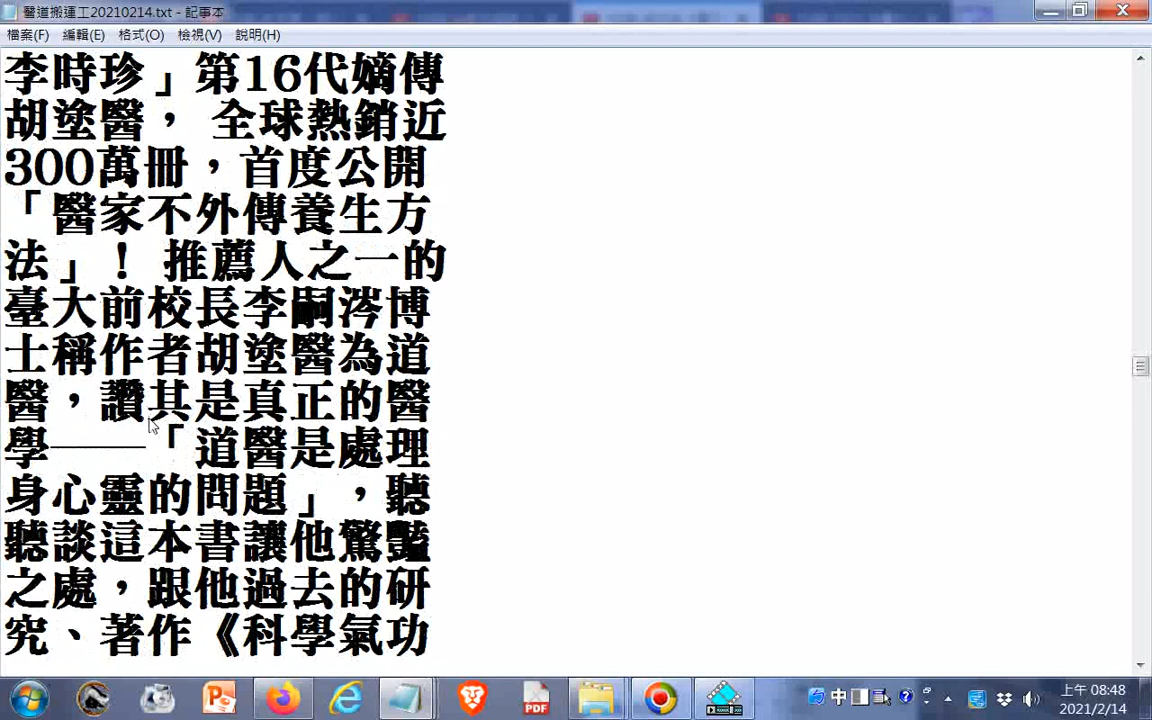 醫道搬運工20210214.txt - 記事本
檔案(F) 編輯(E) 格式(O) 檢視(V) 說明(H)
李時珍」第16代嫡傳
胡塗醫， 全球熱銷近
300萬冊，首度公開
「醫家不外傳養生方
法」！ 推薦人之一的
臺大前校長李嗣涔博
士稱作者胡塗醫為道
醫，讚其是真正的醫
學——「道醫是處理
身心靈的問題」，聽
聽談這本書讓他驚豔
之處，跟他過去的研
究、著作《科學氣功
PDF
中
上午 08:48
2021/2/14